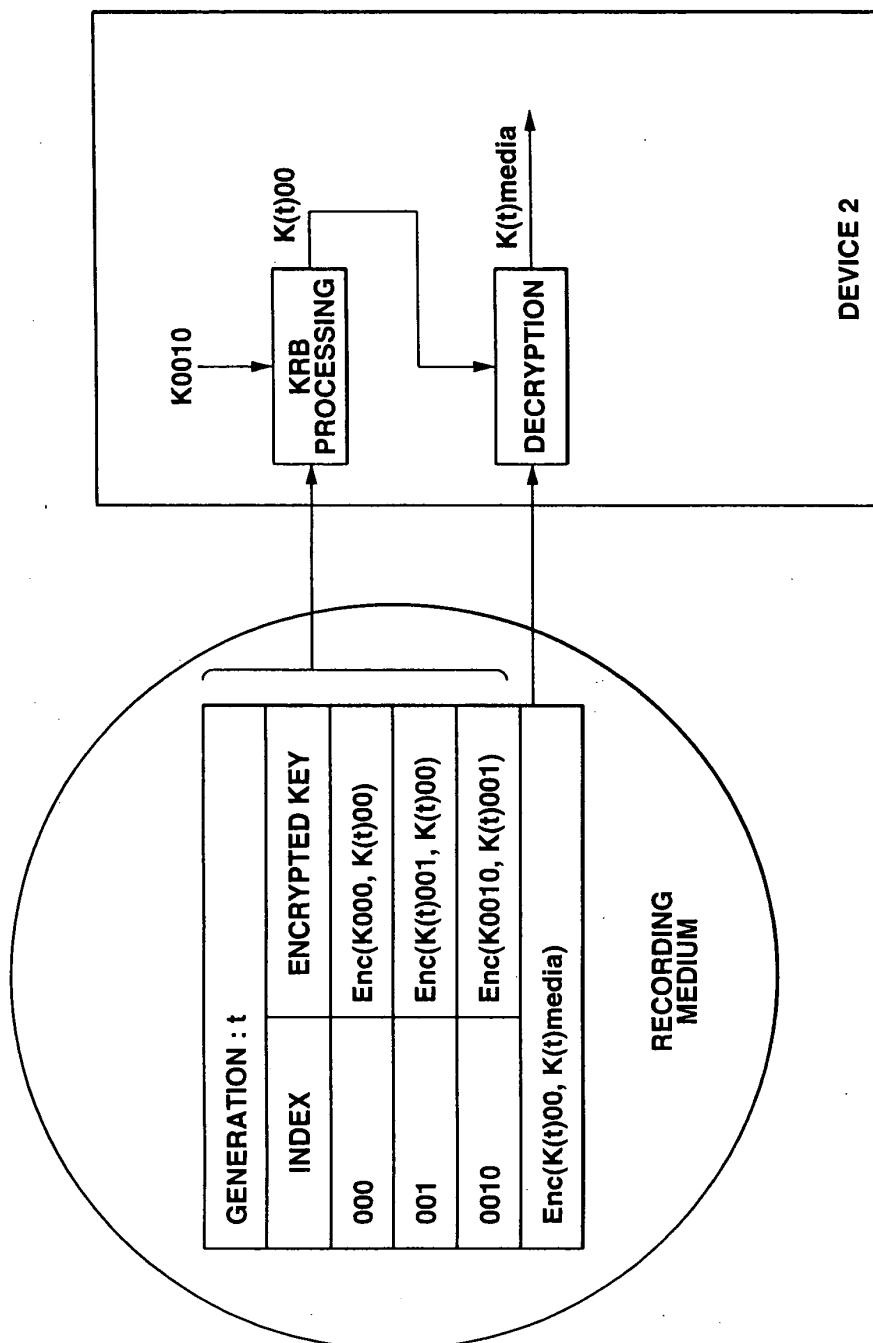 GENERATION : t
INDEX
ENCRYPTED KEY
000
Enc(K000, K(t)00)
001
Enc(K(t)001, K(t)00)
0010
Enc(K0010, K(t)001)
Enc(K(t)00, K(t)media)
RECORDING
MEDIUM
K0010
KRB
PROCESSING
K(t)00
DECRYPTION
K(t)media
DEVICE 2